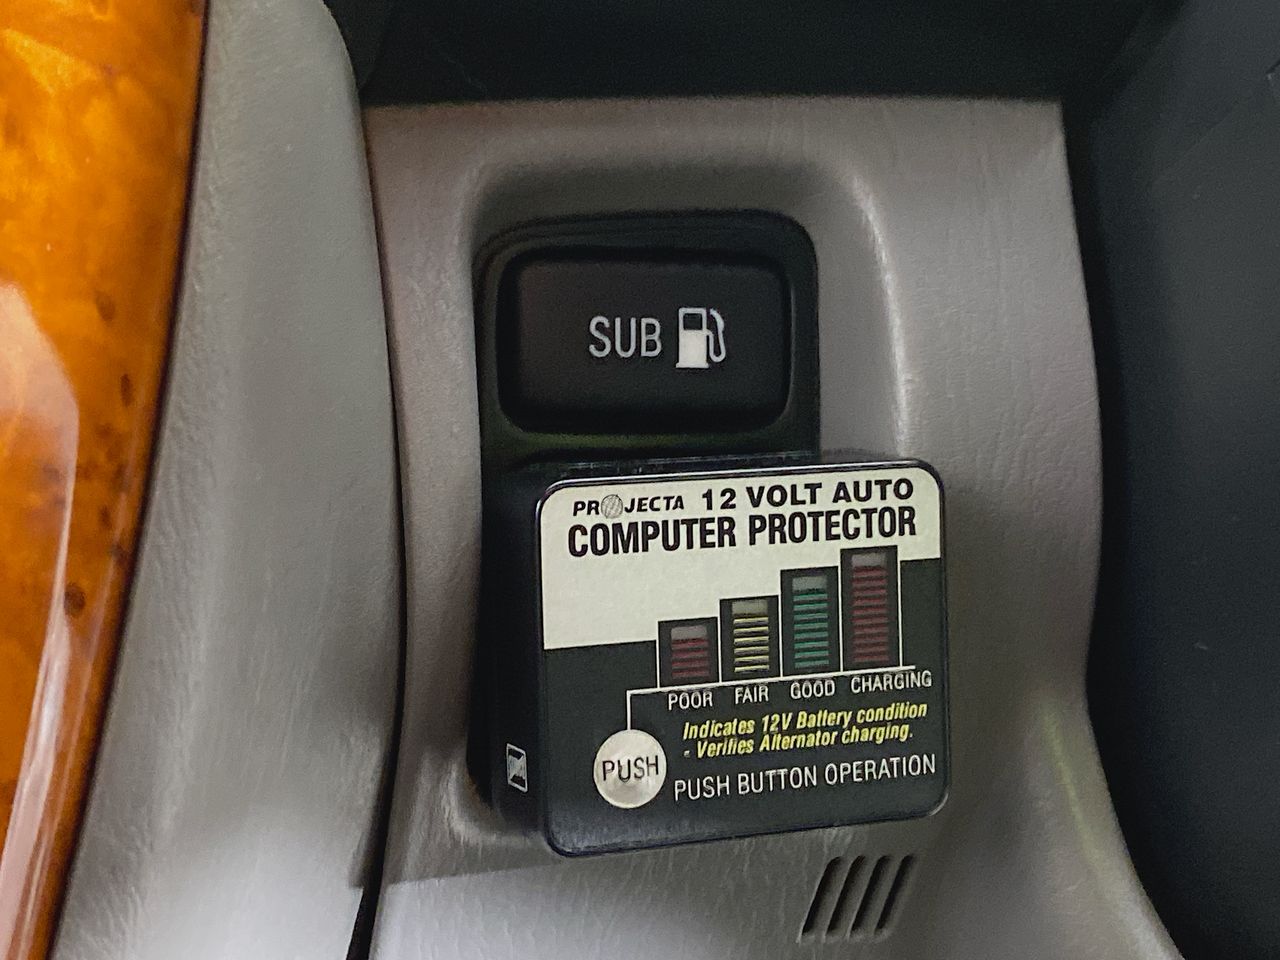 SUB
PROJECTA 12 VOLT AUTO
COMPUTER PROTECTOR
POOR FAIR GOOD CHARGING
Indicates 12V Battery condition
- Verifies Alternator charging.
PUSH
PUSH BUTTON OPERATION